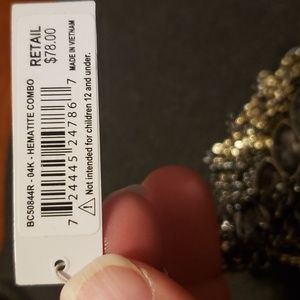 RETAIL
$78.00
MADE IN VIETNAM
BC50844R - 04K - HEMATITE COMBO
7 24445 24786 7
Not intended for children 12 and under.